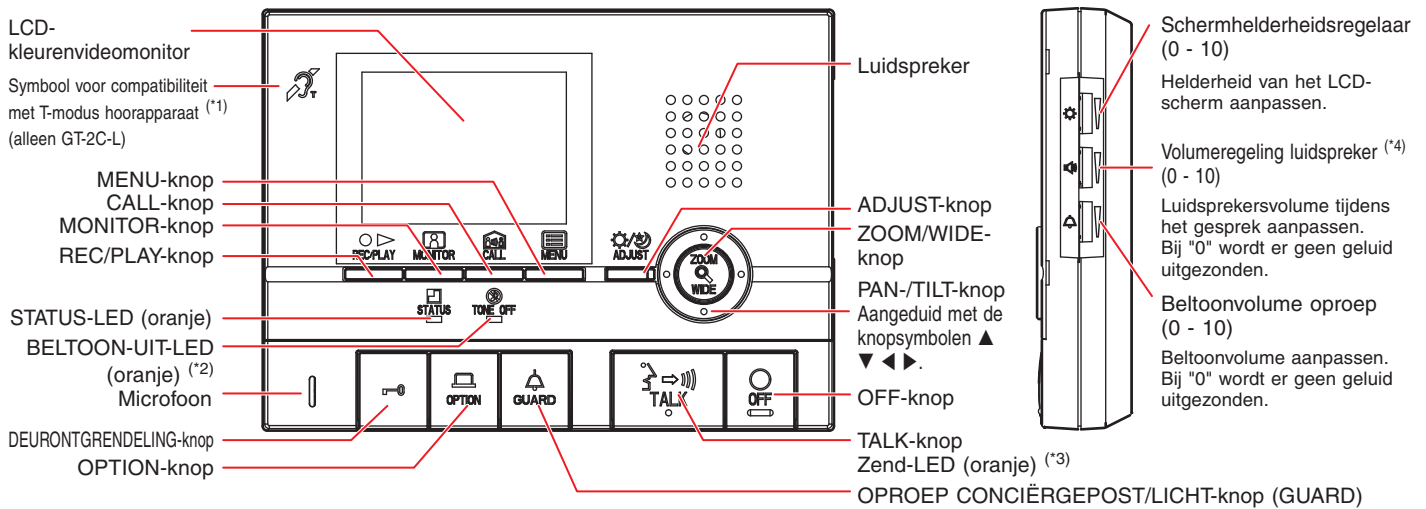 LCD-
kleurenvideomonitor
Symbool voor compatibiliteit
met T-modus hoorapparaat (*1)
(alleen GT-2C-L)
MENU-knop
CALL-knop
MONITOR-knop
REC/PLAY-knop
STATUS-LED (oranje)
BELTOON-UIT-LED
(oranje) (*2)
Microfoon
DEURONTGRENDELING-knop
OPTION-knop
T
REC/PLAY
MONITOR
CALL
MENU
ADJUST
ZOOM
WIDE
STATUS
TONE OFF
OPTION
GUARD
TALK
OFF
Luidspreker
ADJUST-knop
ZOOM/WIDE-
knop
PAN-/TILT-knop
Aangeduid met de
knopsymbolen ▲
▼ ◀ ▶.
OFF-knop
TALK-knop
Zend-LED (oranje) (*3)
OPROEP CONCIËRGEPOST/LICHT-knop (GUARD)
Schermhelderheidsregelaar
(0 - 10)
Helderheid van het LCD-
scherm aanpassen.
Volumeregeling luidspreker (*4)
(0 - 10)
Luidsprekersvolume tijdens
het gesprek aanpassen.
Bij "0" wordt er geen geluid
uitgezonden.
Beltoonvolume oproep
(0 - 10)
Beltoonvolume aanpassen.
Bij "0" wordt er geen geluid
uitgezonden.